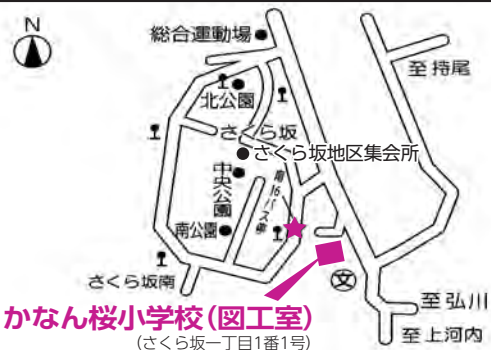 N
総合運動場
至持尾
北公園
さくら坂
さくら坂地区集会所
中央公園
南16バス停
南公園
文
さくら坂南
至弘川
かなん桜小学校(図工室)
至上河内
(さくら坂一丁目1番1号)